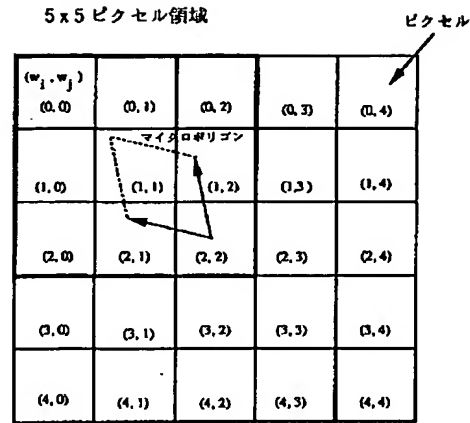 5x5ピクセル領域
ピクセル
(wi, wj)
(0, 0) (0, 1) (0, 2) (0, 3) (0, 4)
マイクロポリゴン
(1, 0) (1, 1) (1, 2) (1,3) (1, 4)
(2, 0) (2, 1) (2, 2) (2, 3) (2, 4)
(3, 0) (3, 1) (3, 2) (3, 3) (3, 4)
(4, 0) (4, 1) (4, 2) (4, 3) (4, 4)